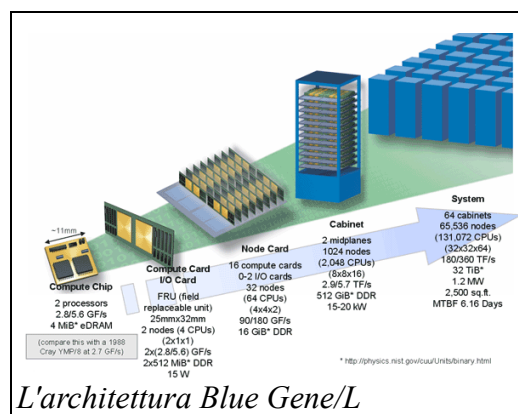 ~11mm
Compute Chip
2 processors
2.8/5.6 GF/s
4 MiB* eDRAM
(compare this with a 1988
Cray YMP/8 at 2.7 GF/s)
Compute Card
I/O Card
FRU (field
replaceable unit)
25mmx32mm
2 nodes (4 CPUs)
(2x1x1)
2x(2.8/5.6) GF/s
2x512 MiB* DDR
15 W
Node Card
16 compute cards
0-2 I/O cards
32 nodes
(64 CPUs)
(4x4x2)
90/180 GF/s
16 GiB* DDR
Cabinet
2 midplanes
1024 nodes
(2,048 CPUs)
(8x8x16)
2.9/5.7 TF/s
512 GiB* DDR
15-20 kW
System
64 cabinets
65,536 nodes
(131,072 CPUs)
(32x32x64)
180/360 TF/s
32 TiB*
1.2 MW
2,500 sq.ft.
MTBF 6.16 Days
* http://physics.nist.gov/cuu/Units/binary.html
L'architettura Blue Gene/L